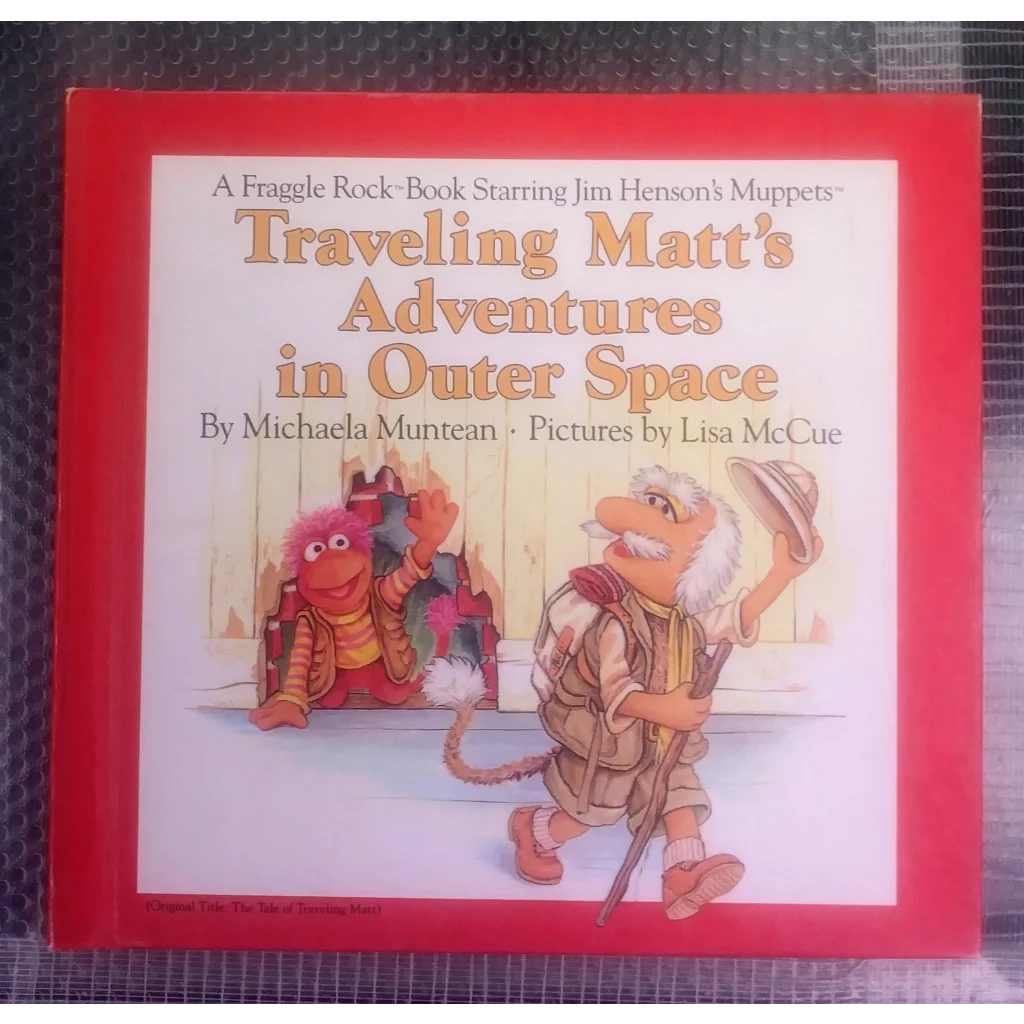 A Fraggle Rock™ Book Starring Jim Henson's Muppets™
Traveling Matt's
Adventures
in Outer Space
By Michaela Muntean · Pictures by Lisa McCue
(Original Title: The Tale of Traveling Matt)